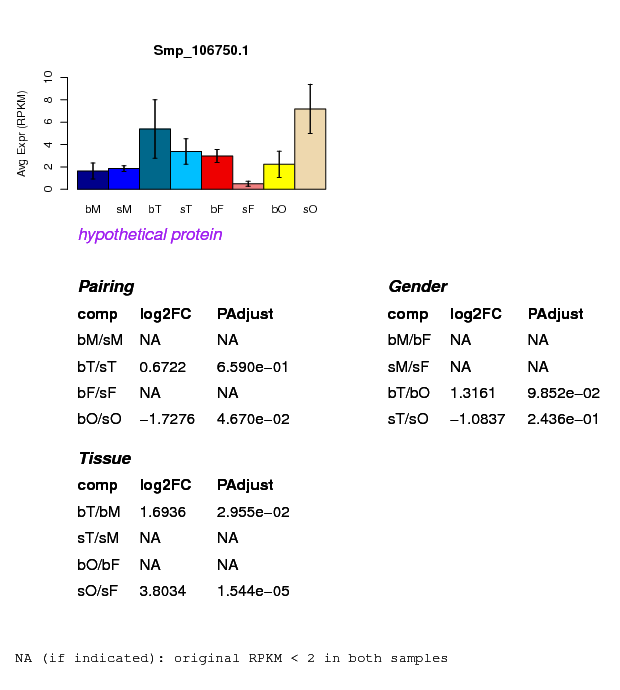 Smp_106750.1
Avg Expr (RPKM)
0 2 4 6 8 10
bM sM bT sT bF sF bO sO
hypothetical protein
Pairing
comp log2FC PAdjust
bM/sM NA NA
bT/sT 0.6722 6.590e−01
bF/sF NA NA
bO/sO −1.7276 4.670e−02
Gender
comp log2FC PAdjust
bM/bF NA NA
sM/sF NA NA
bT/bO 1.3161 9.852e−02
sT/sO −1.0837 2.436e−01
Tissue
comp log2FC PAdjust
bT/bM 1.6936 2.955e−02
sT/sM NA NA
bO/bF NA NA
sO/sF 3.8034 1.544e−05
NA (if indicated): original RPKM < 2 in both samples